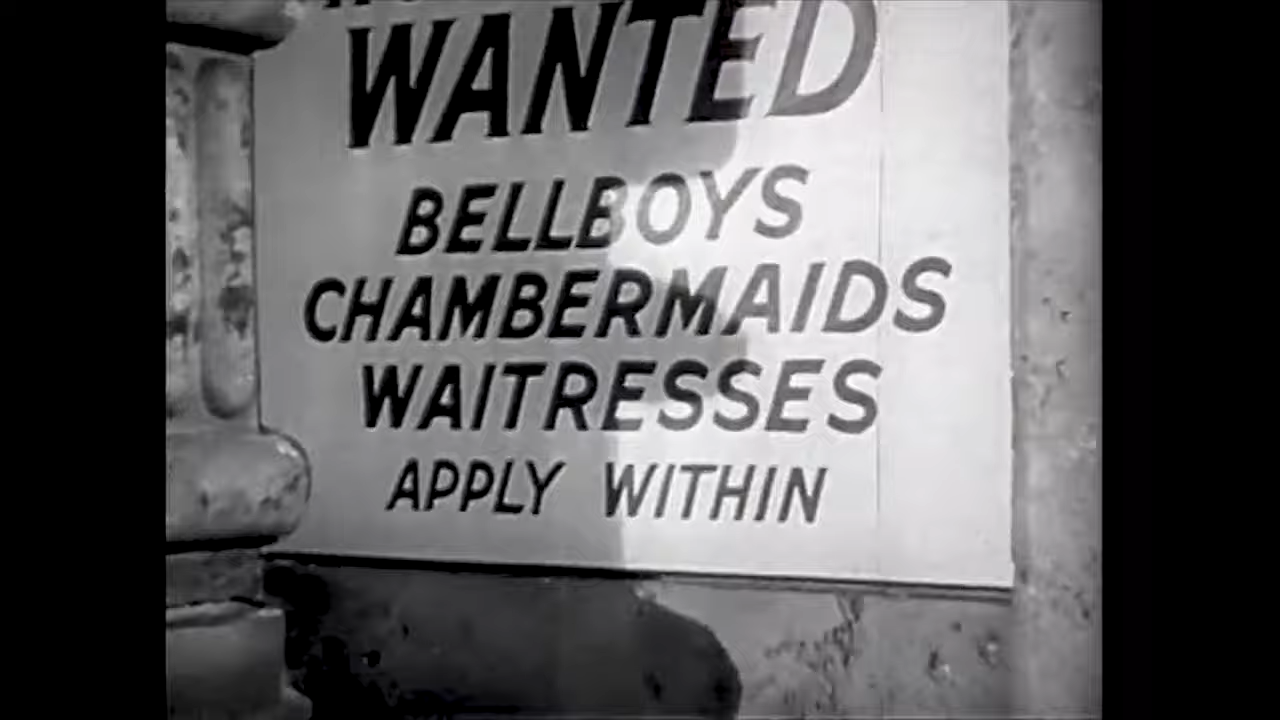 WANTED
BELLBOYS
CHAMBERMAIDS
WAITRESSES
APPLY WITHIN